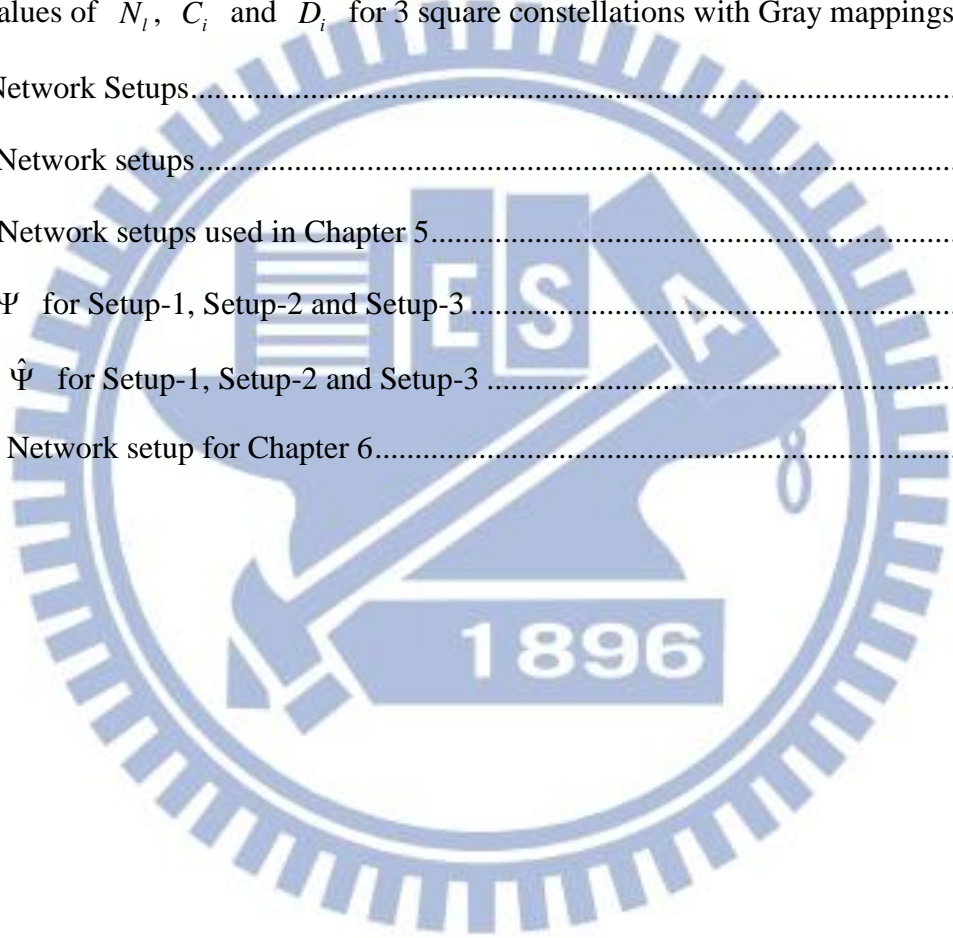 alues of N_l, C_i and D_i for 3 square constellations with Gray mappings
Network Setups
Network setups
Network setups used in Chapter 5
Ψ for Setup-1, Setup-2 and Setup-3
Ψ̂ for Setup-1, Setup-2 and Setup-3
Network setup for Chapter 6
E S A
1896